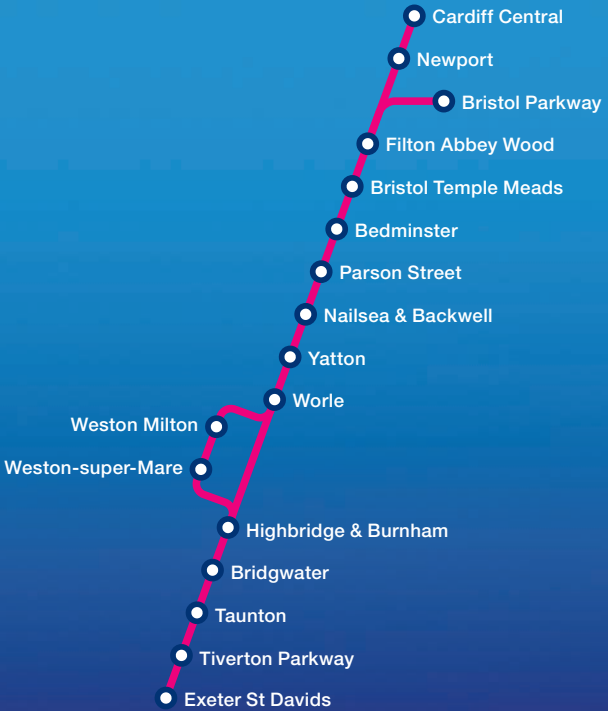 Cardiff Central
Newport
Bristol Parkway
Filton Abbey Wood
Bristol Temple Meads
Bedminster
Parson Street
Nailsea & Backwell
Yatton
Worle
Weston Milton
Weston-super-Mare
Highbridge & Burnham
Bridgwater
Taunton
Tiverton Parkway
Exeter St Davids